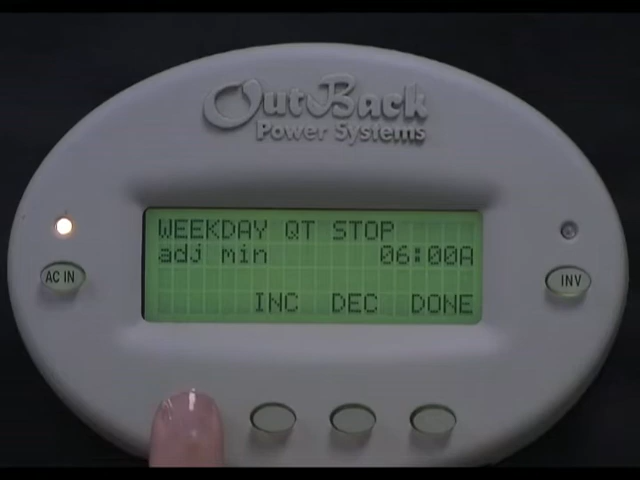 OutBack
Power Systems
AC IN
INV
WEEKDAY QT STOP
adj min 06:00A
INC DEC DONE